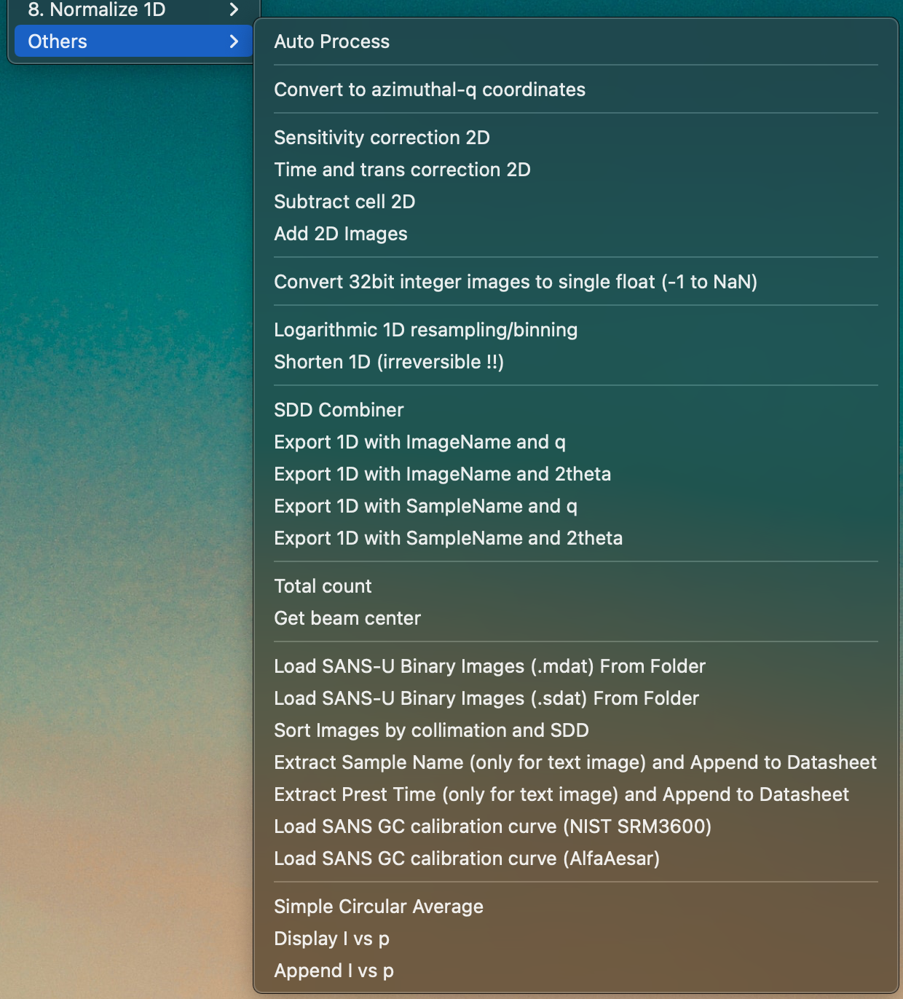 8. Normalize 1D
Others
Auto Process
Convert to azimuthal-q coordinates
Sensitivity correction 2D
Time and trans correction 2D
Subtract cell 2D
Add 2D Images
Convert 32bit integer images to single float (-1 to NaN)
Logarithmic 1D resampling/binning
Shorten 1D (irreversible !!)
SDD Combiner
Export 1D with ImageName and q
Export 1D with ImageName and 2theta
Export 1D with SampleName and q
Export 1D with SampleName and 2theta
Total count
Get beam center
Load SANS-U Binary Images (.mdat) From Folder
Load SANS-U Binary Images (.sdat) From Folder
Sort Images by collimation and SDD
Extract Sample Name (only for text image) and Append to Datasheet
Extract Prest Time (only for text image) and Append to Datasheet
Load SANS GC calibration curve (NIST SRM3600)
Load SANS GC calibration curve (AlfaAesar)
Simple Circular Average
Display I vs p
Append I vs p